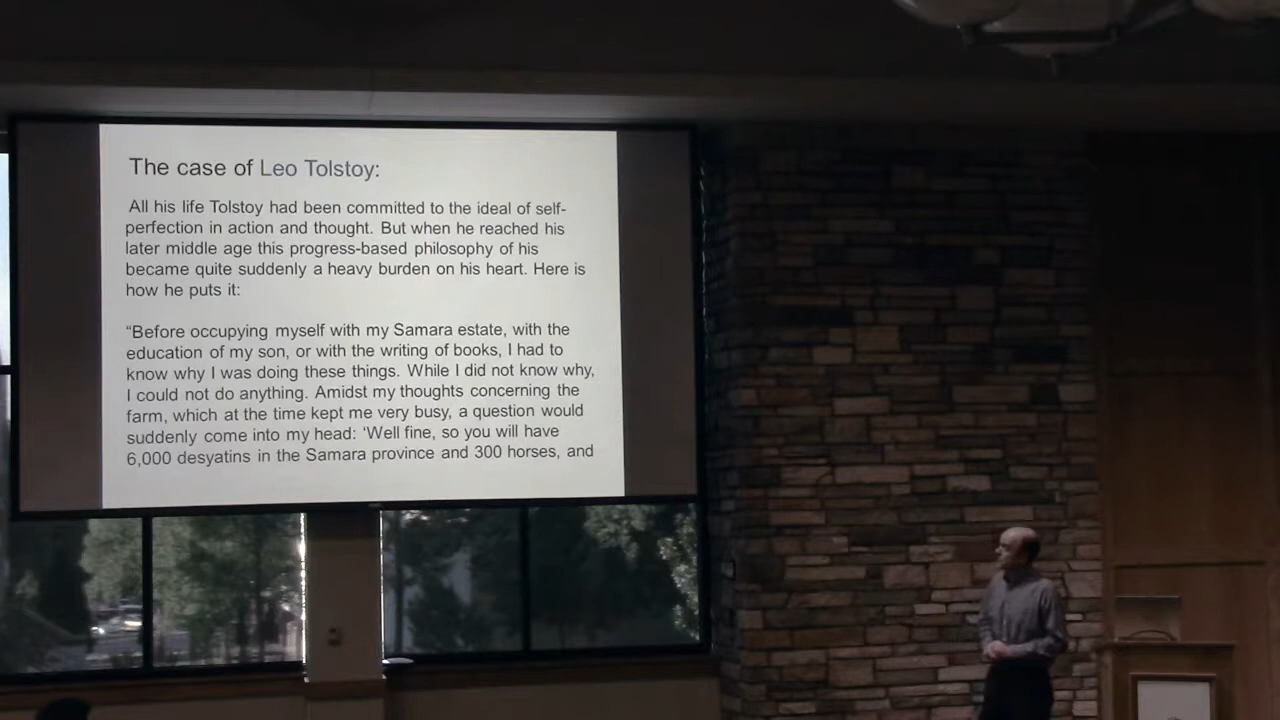 The case of Leo Tolstoy:
All his life Tolstoy had been committed to the ideal of self-
perfection in action and thought. But when he reached his
later middle age this progress-based philosophy of his
became quite suddenly a heavy burden on his heart. Here is
how he puts it:
“Before occupying myself with my Samara estate, with the
education of my son, or with the writing of books, I had to
know why I was doing these things. While I did not know why,
I could not do anything. Amidst my thoughts concerning the
farm, which at the time kept me very busy, a question would
suddenly come into my head: ‘Well fine, so you will have
6,000 desyatins in the Samara province and 300 horses, and